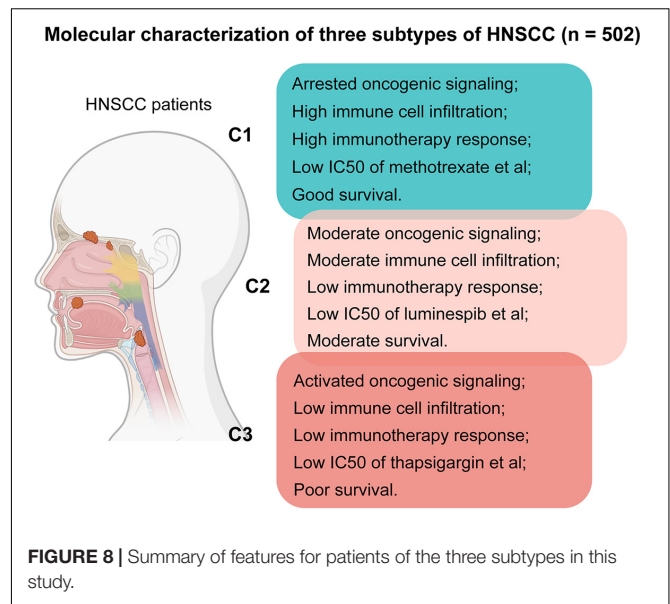 Molecular characterization of three subtypes of HNSCC (n = 502)
HNSCC patients
C1
Arrested oncogenic signaling;
High immune cell infiltration;
High immunotherapy response;
Low IC50 of methotrexate et al;
Good survival.
C2
Moderate oncogenic signaling;
Moderate immune cell infiltration;
Low immunotherapy response;
Low IC50 of luminespib et al;
Moderate survival.
C3
Activated oncogenic signaling;
Low immune cell infiltration;
Low immunotherapy response;
Low IC50 of thapsigargin et al;
Poor survival.
FIGURE 8 | Summary of features for patients of the three subtypes in this
study.